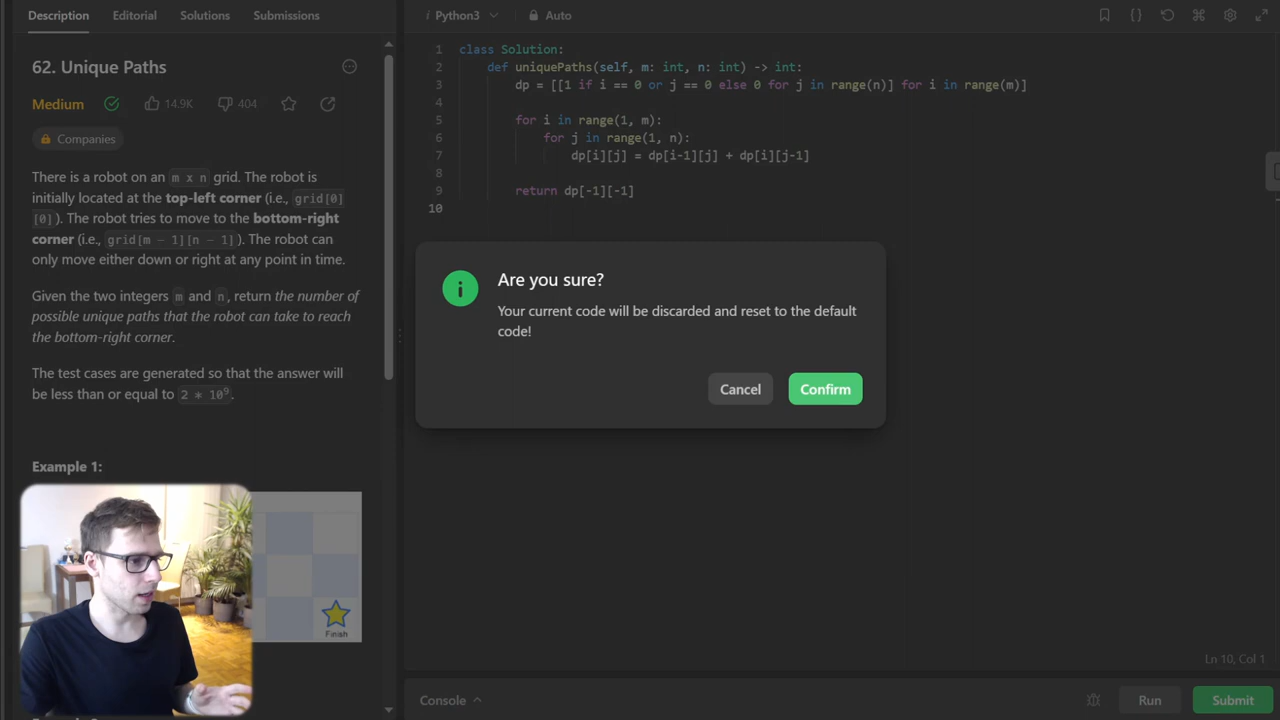 Description Editorial Solutions Submissions
62. Unique Paths
Medium 14.9K 404
Companies
There is a robot on an m x n grid. The robot is
initially located at the top-left corner (i.e., grid[0]
[0]). The robot tries to move to the bottom-right
corner (i.e., grid[m - 1][n - 1]). The robot can
only move either down or right at any point in time.
Given the two integers m and n, return the number of
possible unique paths that the robot can take to reach
the bottom-right corner.
The test cases are generated so that the answer will
be less than or equal to 2 * 10⁹.
Example 1:
Finish
i Python3 Auto
1 class Solution:
2 def uniquePaths(self, m: int, n: int) -> int:
3 dp = [[1 if i == 0 or j == 0 else 0 for j in range(n)] for i in range(m)]
4
5 for i in range(1, m):
6 for j in range(1, n):
7 dp[i][j] = dp[i-1][j] + dp[i][j-1]
8
9 return dp[-1][-1]
10
Are you sure?
Your current code will be discarded and reset to the default
code!
Cancel Confirm
Ln 10, Col 1
Console Run Submit